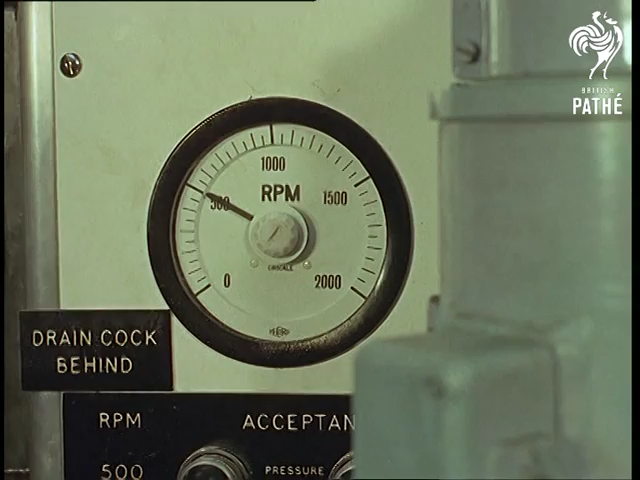 BRITISH
PATHÉ
1000
500
RPM
1500
0
2000
DRAIN COCK
BEHIND
RPM
ACCEPTAN
500
PRESSURE